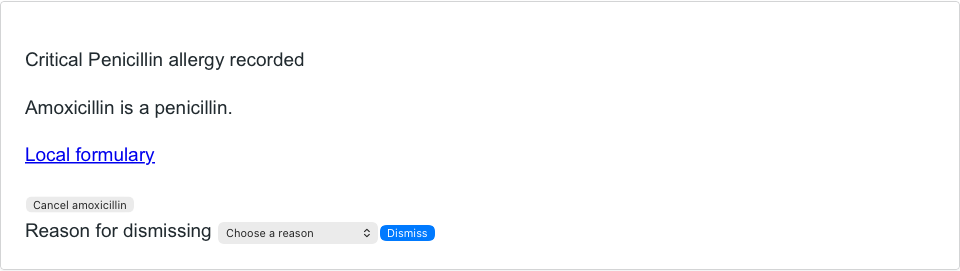 Critical Penicillin allergy recorded
Amoxicillin is a penicillin.
Local formulary
Cancel amoxicillin
Reason for dismissing Choose a reason Dismiss